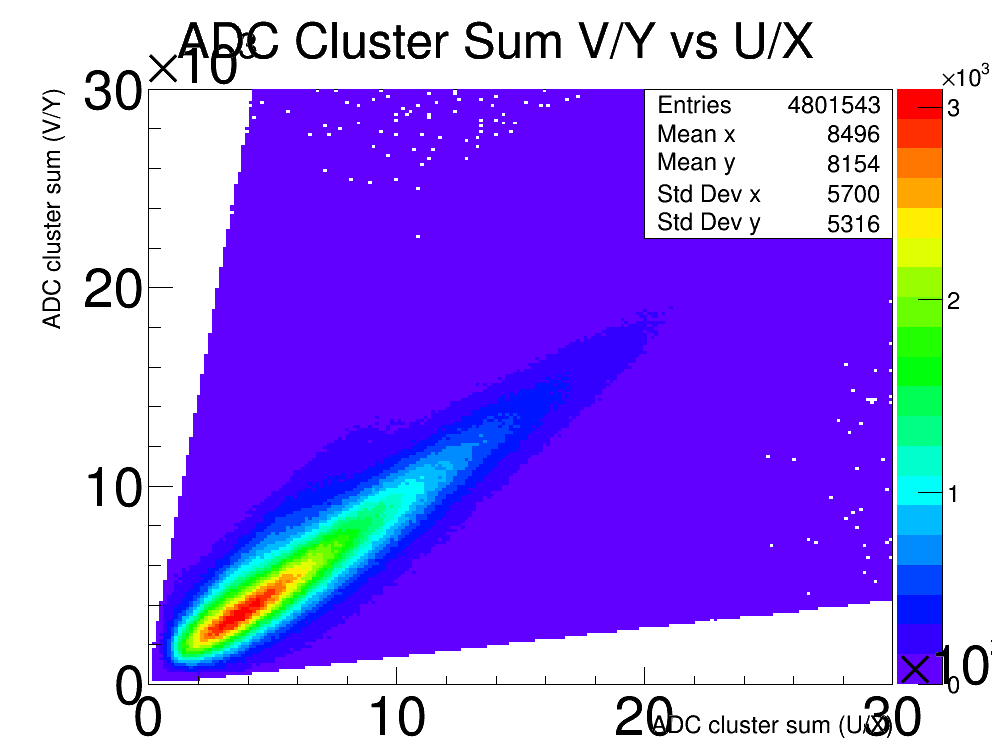 ADC Cluster Sum V/Y vs U/X
×10³
30
20
10
0
ADC cluster sum (V/Y)
Entries 4801543
Mean x 8496
Mean y 8154
Std Dev x 5700
Std Dev y 5316
×10³
3
2
1
0
×10
0 10 20 30
ADC cluster sum (U/X)